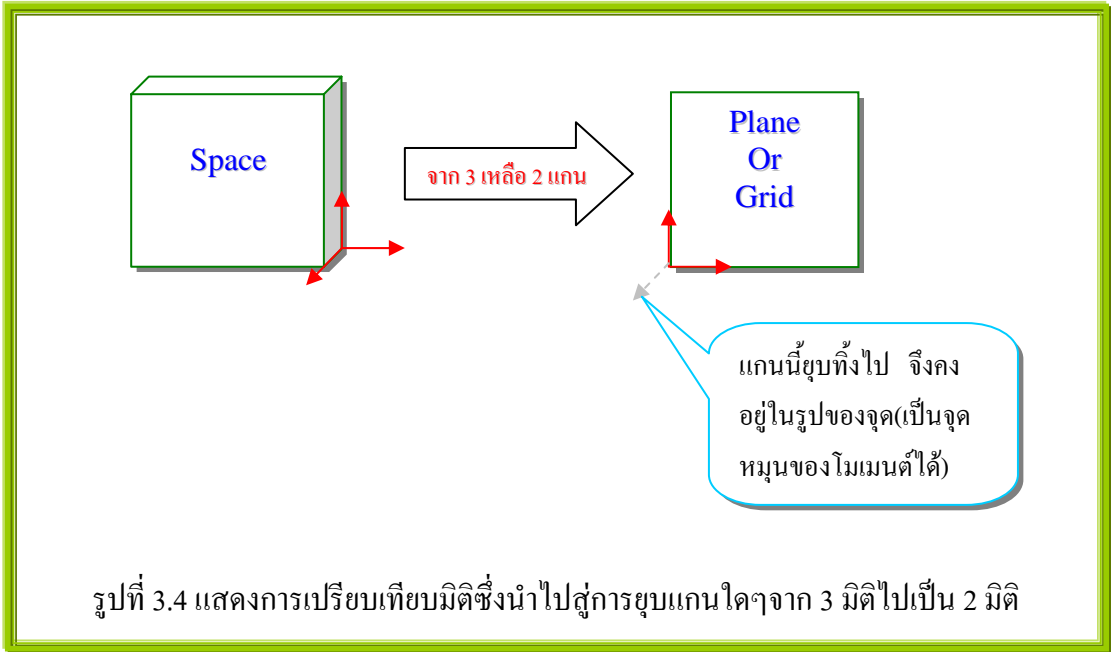 Space
จาก 3 เหลือ 2 แกน
Plane
Or
Grid
แกนนี้ยุบทิ้งไป จึงคง
อยู่ในรูปของจุด(เป็นจุด
หมุนของโมเมนต์ได้)
รูปที่ 3.4 แสดงการเปรียบเทียบมิติซึ่งนำไปสู่การยุบแกนใดๆจาก 3 มิติไปเป็น 2 มิติ